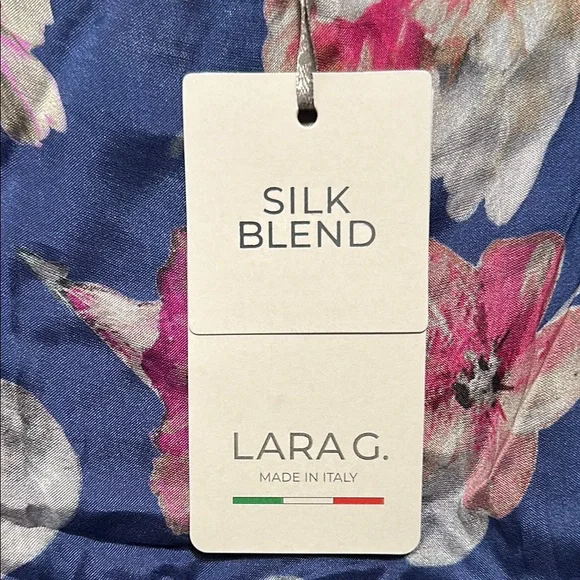 SILK
BLEND
LARA G.
MADE IN ITALY